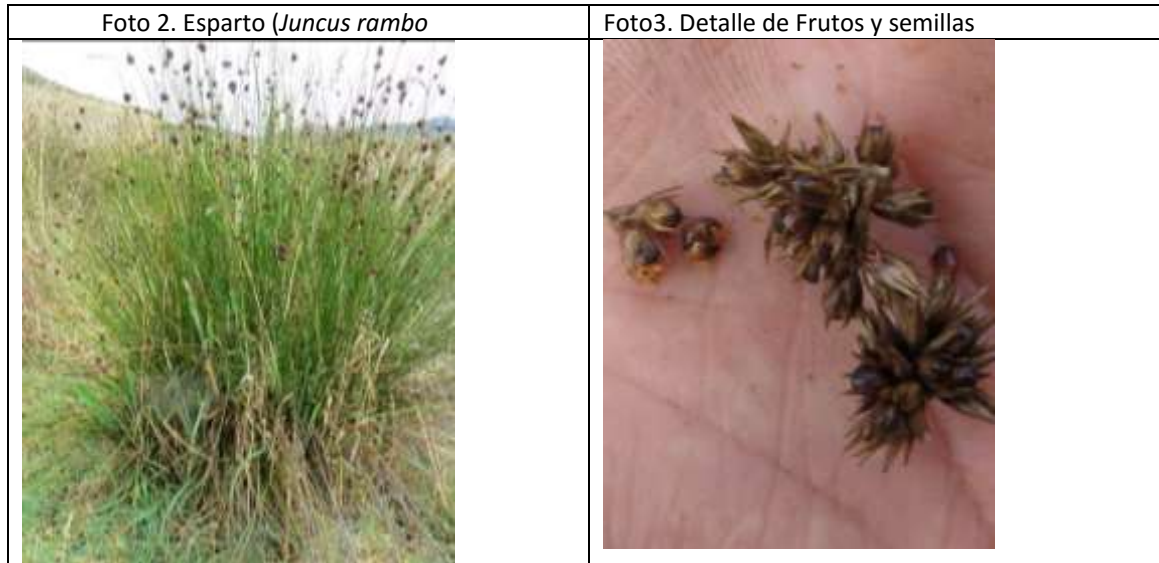 Foto 2. Esparto (Juncus rambo
Foto3. Detalle de Frutos y semillas